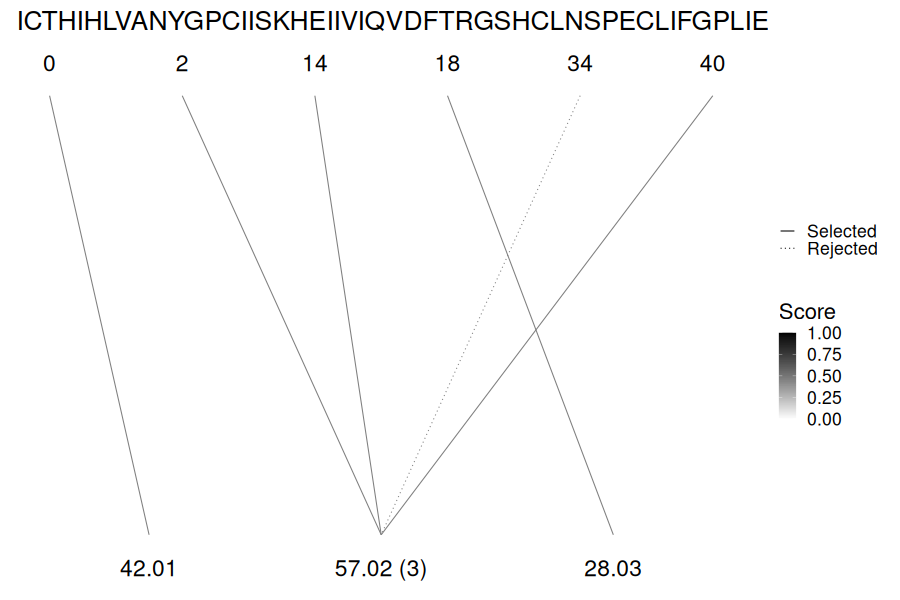 ICTHIHLVANYGPCIISKHEIIVIQVDFTRGSHCLNSPECLIFGPLIE
0 2 14 18 34 40
Selected
Rejected
Score
1.00
0.75
0.50
0.25
0.00
42.01 57.02 (3) 28.03